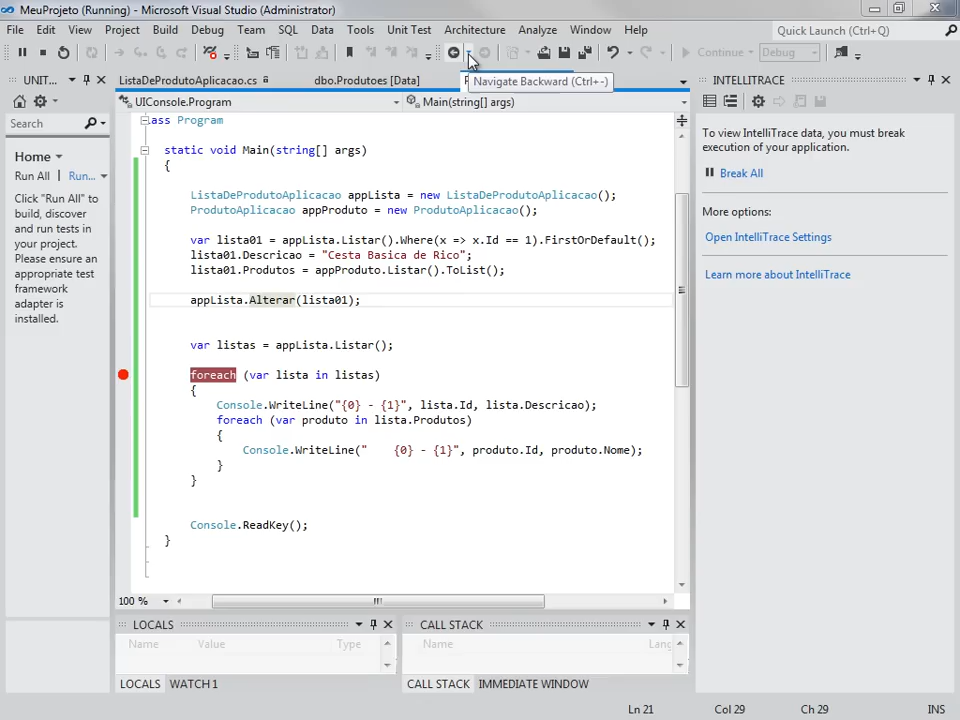 MeuProjeto (Running) - Microsoft Visual Studio (Administrator)
File Edit View Project Build Debug Team SQL Data Tools Unit Test Architecture Analyze Window Help
Quick Launch (Ctrl+Q)
Continue Debug
UNIT... ListaDeProdutoAplicacao.cs dbo.Produtoes [Data]
Navigate Backward (Ctrl+-)
INTELLITRACE
UIConsole.Program Main(string[] args)
Search
Home
Run All | Run...
Click "Run All" to
build, discover
and run tests in
your project.
Please ensure an
appropriate test
framework
adapter is
installed.
lass Program
static void Main(string[] args)
{
ListaDeProdutoAplicacao appLista = new ListaDeProdutoAplicacao();
ProdutoAplicacao appProduto = new ProdutoAplicacao();
var lista01 = appLista.Listar().Where(x => x.Id == 1).FirstOrDefault();
lista01.Descricao = "Cesta Basica de Rico";
lista01.Produtos = appProduto.Listar().ToList();
appLista.Alterar(lista01);
var listas = appLista.Listar();
foreach (var lista in listas)
{
Console.WriteLine("{0} - {1}", lista.Id, lista.Descricao);
foreach (var produto in lista.Produtos)
{
Console.WriteLine("    {0} - {1}", produto.Id, produto.Nome);
}
}
Console.ReadKey();
}
100 %
To view IntelliTrace data, you must break
execution of your application.
Break All
More options:
Open IntelliTrace Settings
Learn more about IntelliTrace
LOCALS
Name Value Type
LOCALS WATCH 1
CALL STACK
Name Lang
CALL STACK IMMEDIATE WINDOW
Ln 21 Col 29 Ch 29 INS